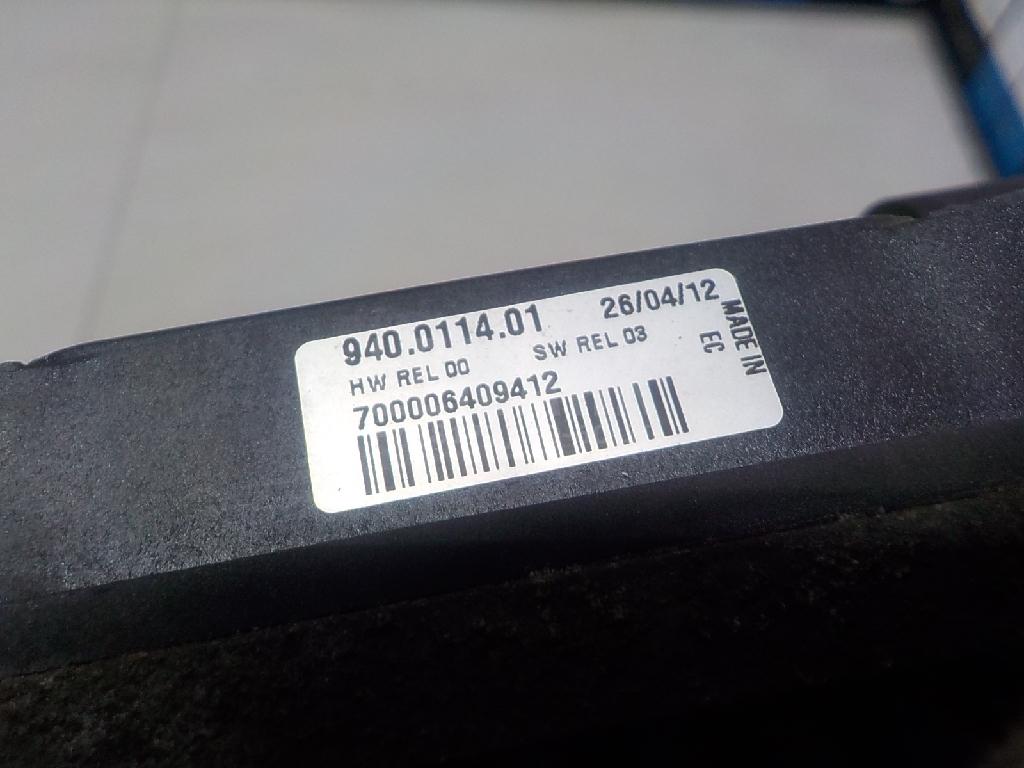 940.0114.01 26/04/12
HW REL 00 SW REL 03
700006409412
MADE IN
EC